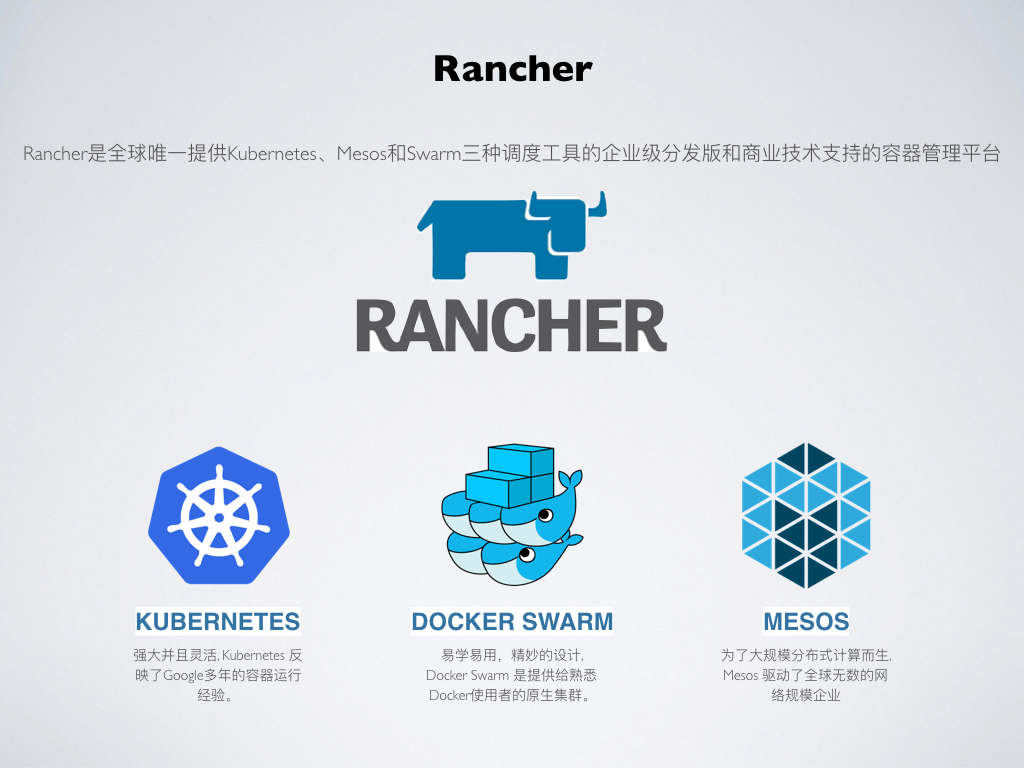 Rancher
Rancher是全球唯一提供Kubernetes、Mesos和Swarm三种调度工具的企业级分发版和商业技术支持的容器管理平台
RANCHER
KUBERNETES
强大并且灵活, Kubernetes 反
映了Google多年的容器运行
经验。
DOCKER SWARM
易学易用，精妙的设计,
Docker Swarm 是提供给熟悉
Docker使用者的原生集群。
MESOS
为了大规模分布式计算而生,
Mesos 驱动了全球无数的网
络规模企业